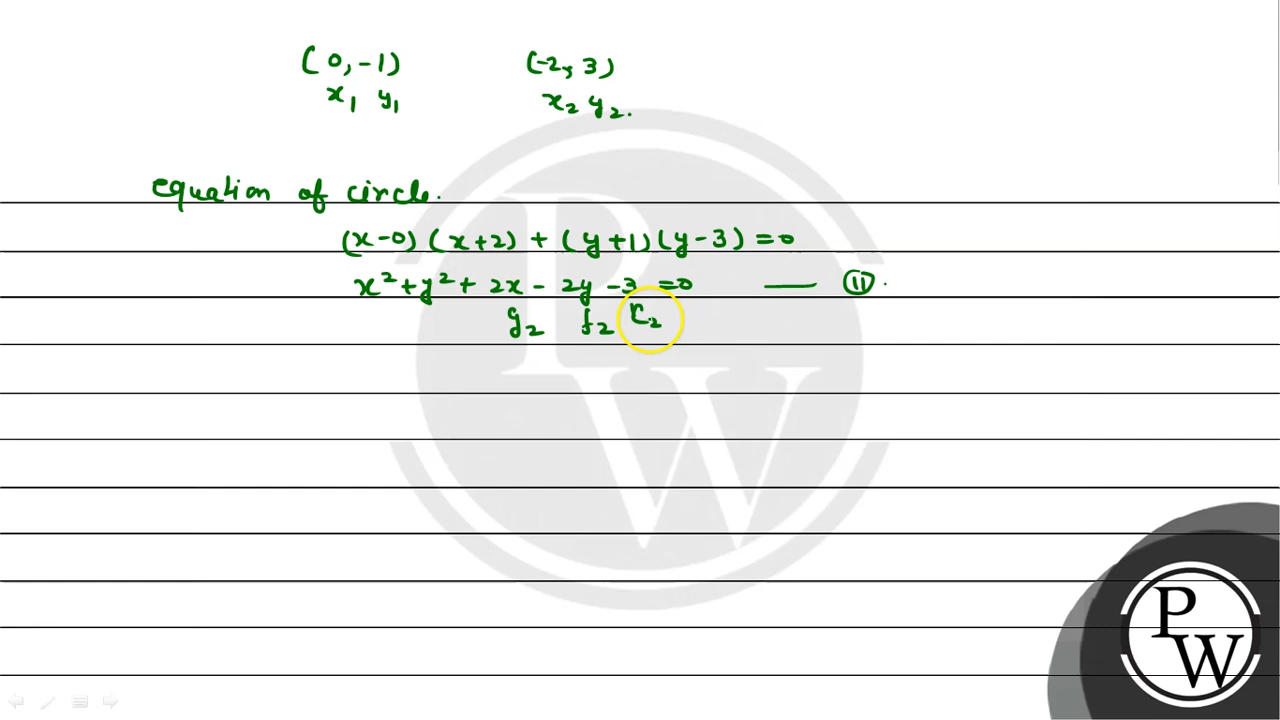 (0, -1) (-2, 3)
x₁ y₁ x₂ y₂.
equation of circle.
(x-0) (x+2) + (y+1) (y-3) = 0
x² + y² + 2x - 2y - 3 = 0 —— (11).
g₂ f₂ C₂
P
W
P
W